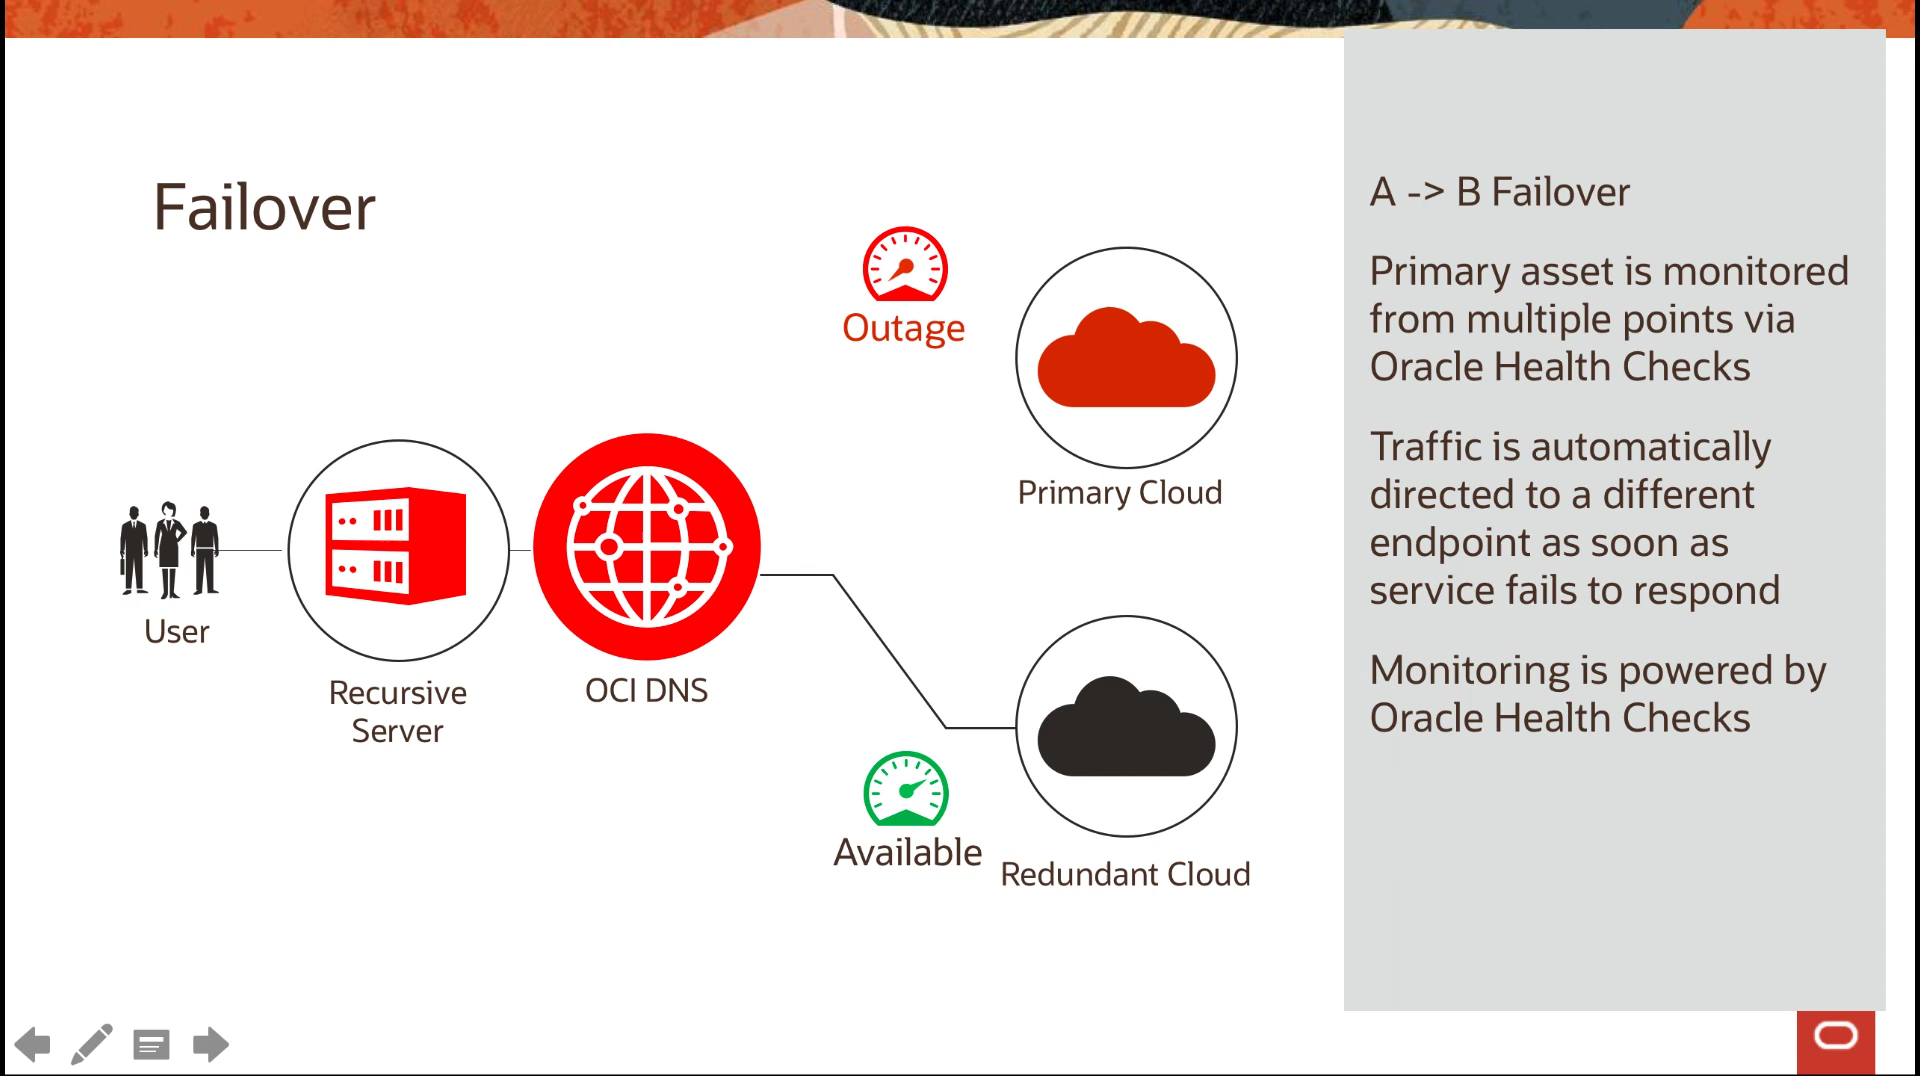 Failover
Outage
Primary Cloud
User
Recursive
Server
OCI DNS
Available
Redundant Cloud
A -> B Failover
Primary asset is monitored
from multiple points via
Oracle Health Checks
Traffic is automatically
directed to a different
endpoint as soon as
service fails to respond
Monitoring is powered by
Oracle Health Checks